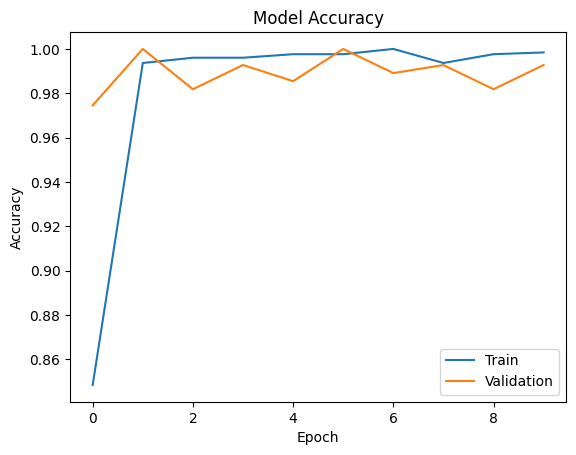 Model Accuracy
1.00
0.98
0.96
0.94
0.92
0.90
0.88
0.86
Accuracy
0 2 4 6 8
Epoch
Train
Validation